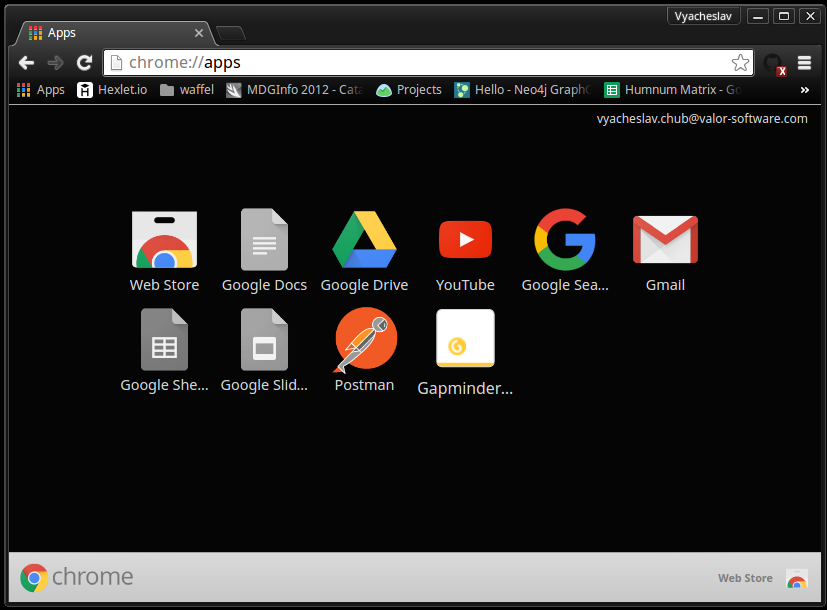 Vyacheslav
Apps
chrome://apps
Apps
Hexlet.io
waffel
MDGInfo 2012 - Cata
Projects
Hello - Neo4j GraphG
Humnum Matrix - Go
»
vyacheslav.chub@valor-software.com
Web Store
Google Docs
Google Drive
YouTube
Google Sea...
Gmail
Google She...
Google Slid...
Postman
Gapminder...
chrome
Web Store